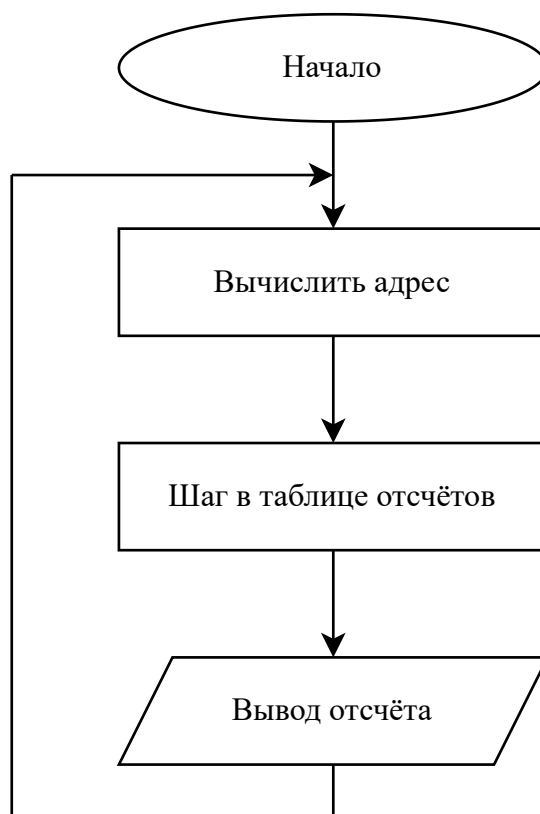 Начало
Вычислить адрес
Шаг в таблице отсчётов
Вывод отсчёта